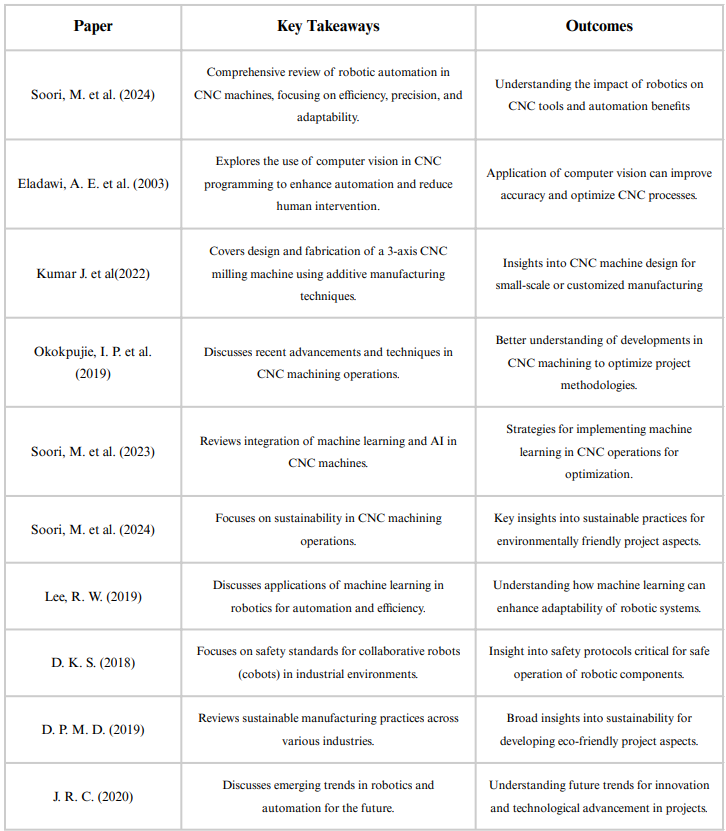 Paper
Key Takeaways
Outcomes
Soori, M. et al. (2024)
Comprehensive review of robotic automation in
CNC machines, focusing on efficiency, precision, and
adaptability.
Understanding the impact of robotics on
CNC tools and automation benefits
Eladawi, A. E. et al. (2003)
Explores the use of computer vision in CNC
programming to enhance automation and reduce
human intervention.
Application of computer vision can improve
accuracy and optimize CNC processes.
Kumar J. et al(2022)
Covers design and fabrication of a 3-axis CNC
milling machine using additive manufacturing
techniques.
Insights into CNC machine design for
small-scale or customized manufacturing
Okokpujie, I. P. et al.
(2019)
Discusses recent advancements and techniques in
CNC machining operations.
Better understanding of developments in
CNC machining to optimize project
methodologies.
Soori, M. et al. (2023)
Reviews integration of machine learning and AI in
CNC machines.
Strategies for implementing machine
learning in CNC operations for
optimization.
Soori, M. et al. (2024)
Focuses on sustainability in CNC machining
operations.
Key insights into sustainable practices for
environmentally friendly project aspects.
Lee, R. W. (2019)
Discusses applications of machine learning in
robotics for automation and efficiency.
Understanding how machine learning can
enhance adaptability of robotic systems.
D. K. S. (2018)
Focuses on safety standards for collaborative robots
(cobots) in industrial environments.
Insight into safety protocols critical for safe
operation of robotic components.
D. P. M. D. (2019)
Reviews sustainable manufacturing practices across
various industries.
Broad insights into sustainability for
developing eco-friendly project aspects.
J. R. C. (2020)
Discusses emerging trends in robotics and
automation for the future.
Understanding future trends for innovation
and technological advancement in projects.